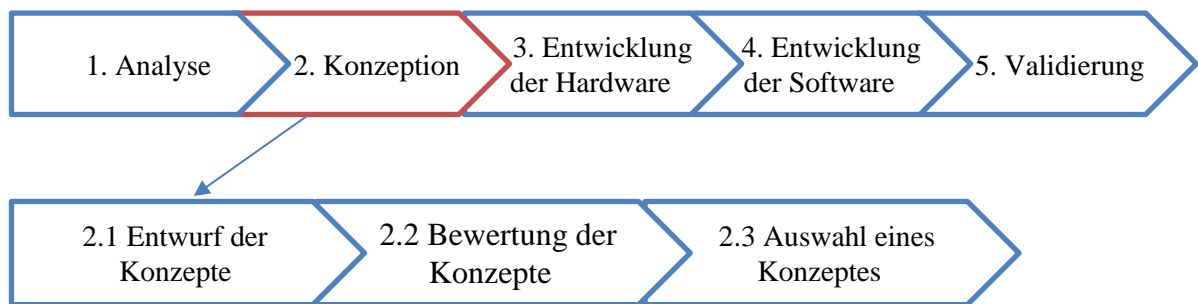 1. Analyse
2. Konzeption
3. Entwicklung
der Hardware
4. Entwicklung
der Software
5. Validierung
2.1 Entwurf der
Konzepte
2.2 Bewertung der
Konzepte
2.3 Auswahl eines
Konzeptes